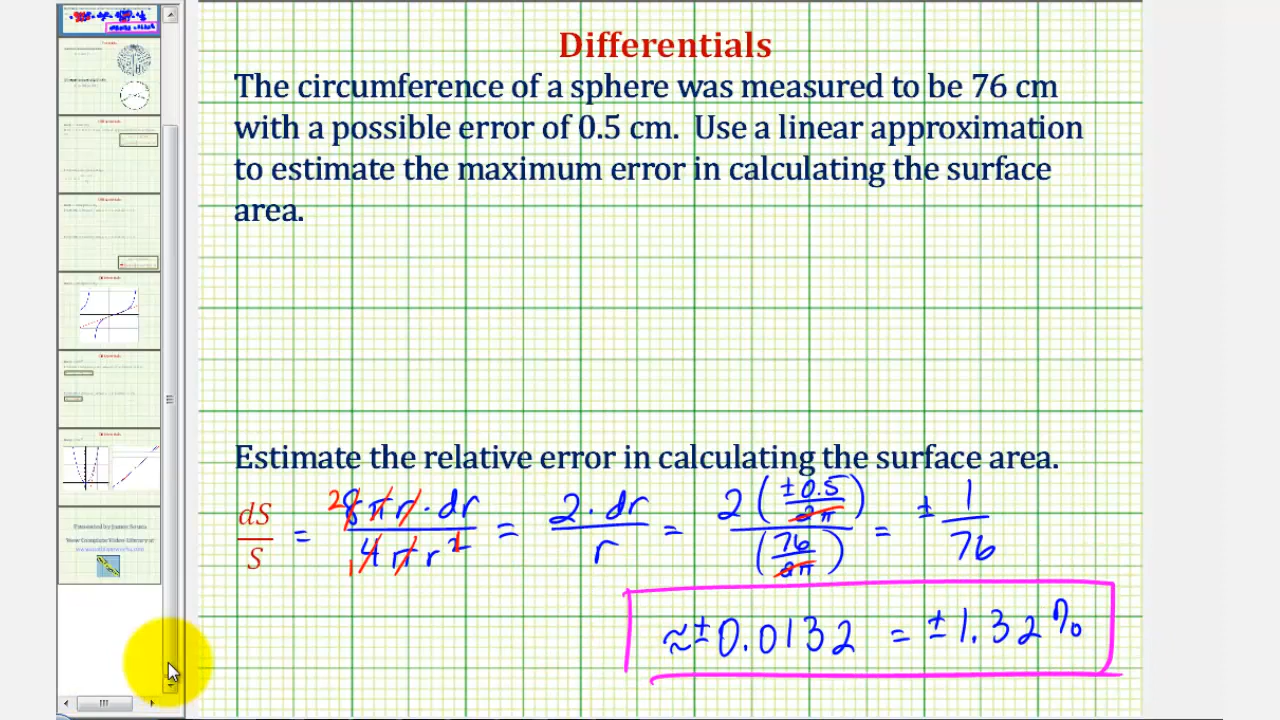 Differentials
The circumference of a sphere was measured to be 76 cm
with a possible error of 0.5 cm. Use a linear approximation
to estimate the maximum error in calculating the surface
area.
Estimate the relative error in calculating the surface area.
dS/S = 2 8πr · dr / 1 4πr² 1 = 2 · dr / r = 2(±0.5/2π) / (76/2π) = ± 1/76
≈ ±0.0132 = ±1.32%